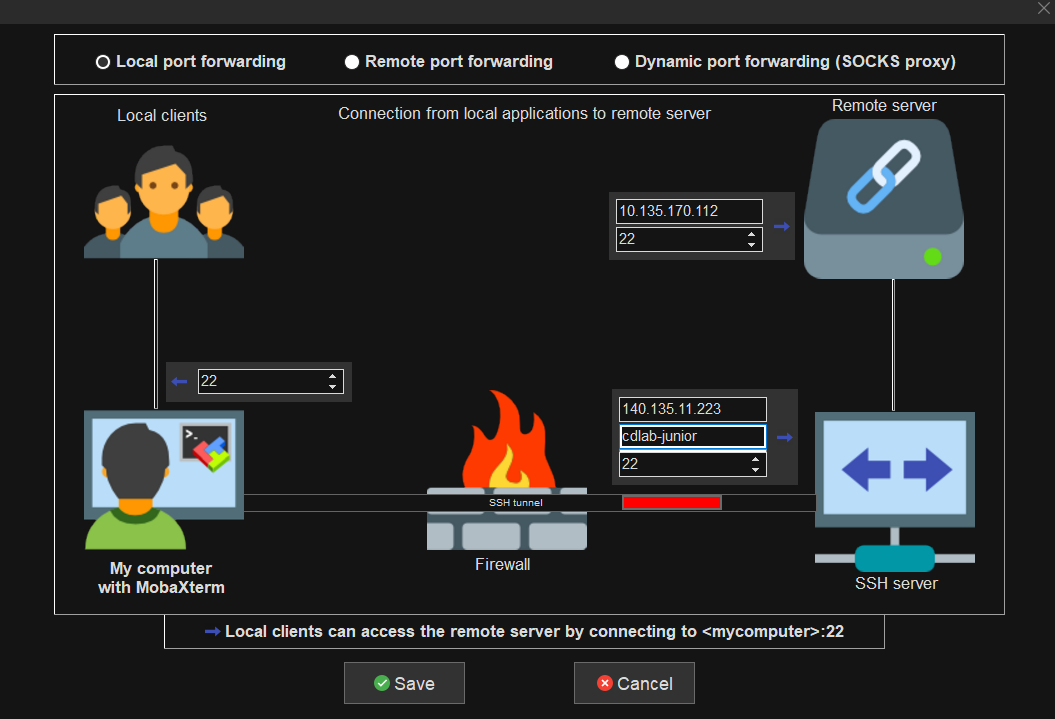 Local port forwarding
Remote port forwarding
Dynamic port forwarding (SOCKS proxy)
Local clients
Connection from local applications to remote server
Remote server
10.135.170.112
22
22
140.135.11.223
cdlab-junior
22
>_
SSH tunnel
Firewall
My computer
with MobaXterm
SSH server
Local clients can access the remote server by connecting to <mycomputer>:22
Save
Cancel